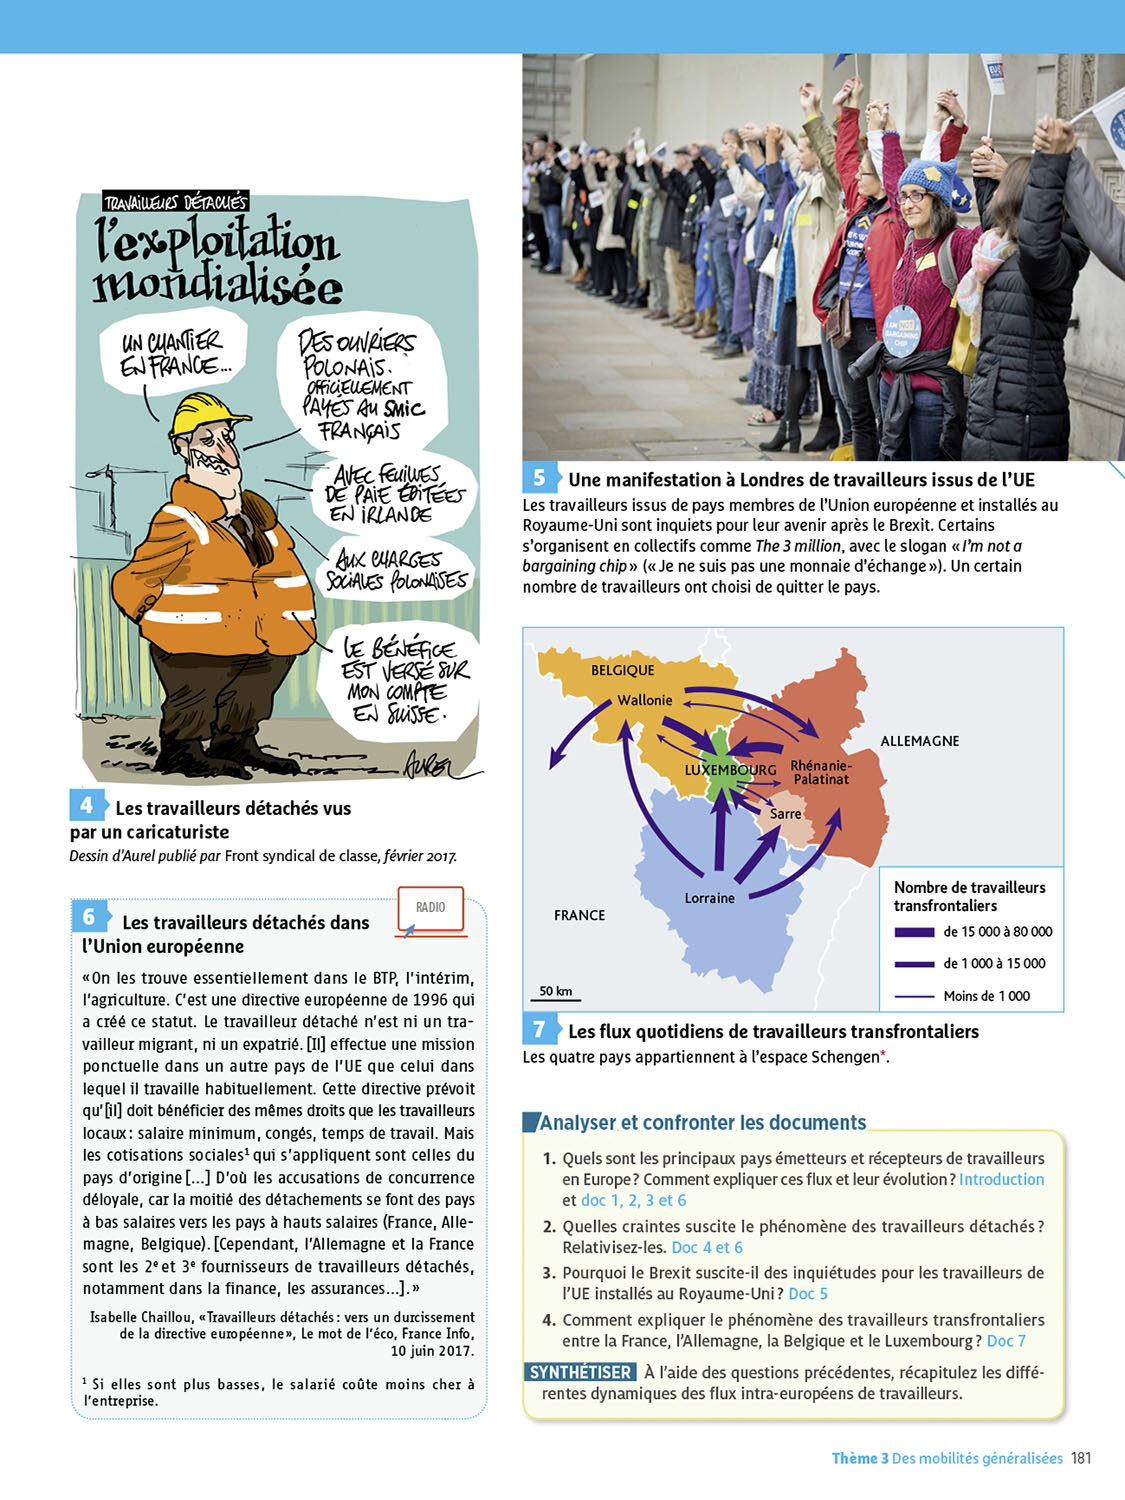 TRAVAILLEURS DÉTACHÉS
l'exploitation
mondialisée
UN CHANTIER
EN FRANCE...
DES OUVRIERS
POLONAIS.
OFFICIELLEMENT
PAYÉS AU SMIC
FRANÇAIS
AVEC FEUILLES
DE PAIE ÉDITÉES
EN IRLANDE
AUX CHARGES
SOCIALES POLONAISES
LE BÉNÉFICE
EST VERSÉ SUR
MON COMPTE
EN SUISSE.
AUREL
4 Les travailleurs détachés vus
par un caricaturiste
Dessin d'Aurel publié par Front syndical de classe, février 2017.
6 Les travailleurs détachés dans
l'Union européenne
RADIO
« On les trouve essentiellement dans le BTP, l'intérim,
l'agriculture. C'est une directive européenne de 1996 qui
a créé ce statut. Le travailleur détaché n'est ni un tra-
vailleur migrant, ni un expatrié. [Il] effectue une mission
ponctuelle dans un autre pays de l'UE que celui dans
lequel il travaille habituellement. Cette directive prévoit
qu'[il] doit bénéficier des mêmes droits que les travailleurs
locaux : salaire minimum, congés, temps de travail. Mais
les cotisations sociales¹ qui s'appliquent sont celles du
pays d'origine [...] D'où les accusations de concurrence
déloyale, car la moitié des détachements se font des pays
à bas salaires vers les pays à hauts salaires (France, Alle-
magne, Belgique). [Cependant, l'Allemagne et la France
sont les 2e et 3e fournisseurs de travailleurs détachés,
notamment dans la finance, les assurances...]. »
Isabelle Chaillou, « Travailleurs détachés : vers un durcissement
de la directive européenne », Le mot de l'éco, France Info,
10 juin 2017.
¹ Si elles sont plus basses, le salarié coûte moins cher à
l'entreprise.
I AM NOT A
BARGAINING
CHIP
5 Une manifestation à Londres de travailleurs issus de l'UE
Les travailleurs issus de pays membres de l'Union européenne et installés au
Royaume-Uni sont inquiets pour leur avenir après le Brexit. Certains
s'organisent en collectifs comme The 3 million, avec le slogan « I'm not a
bargaining chip » (« Je ne suis pas une monnaie d'échange »). Un certain
nombre de travailleurs ont choisi de quitter le pays.
BELGIQUE
Wallonie
ALLEMAGNE
LUXEMBOURG
Rhénanie-
Palatinat
Sarre
Lorraine
FRANCE
50 km
Nombre de travailleurs
transfrontaliers
de 15 000 à 80 000
de 1 000 à 15 000
Moins de 1 000
7 Les flux quotidiens de travailleurs transfrontaliers
Les quatre pays appartiennent à l'espace Schengen*.
Analyser et confronter les documents
1. Quels sont les principaux pays émetteurs et récepteurs de travailleurs
en Europe ? Comment expliquer ces flux et leur évolution ? Introduction
et doc 1, 2, 3 et 6
2. Quelles craintes suscite le phénomène des travailleurs détachés ?
Relativisez-les. Doc 4 et 6
3. Pourquoi le Brexit suscite-il des inquiétudes pour les travailleurs de
l'UE installés au Royaume-Uni ? Doc 5
4. Comment expliquer le phénomène des travailleurs transfrontaliers
entre la France, l'Allemagne, la Belgique et le Luxembourg ? Doc 7
SYNTHÉTISER À l'aide des questions précédentes, récapitulez les diffé-
rentes dynamiques des flux intra-européens de travailleurs.
Thème 3 Des mobilités généralisées 181